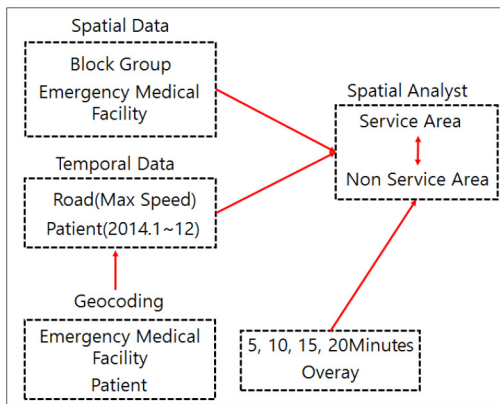 Spatial Data
Block Group
Emergency Medical
Facility
Temporal Data
Road(Max Speed)
Patient(2014.1~12)
Geocoding
Emergency Medical
Facility
Patient
Spatial Analyst
Service Area
Non Service Area
5, 10, 15, 20Minutes
Overay